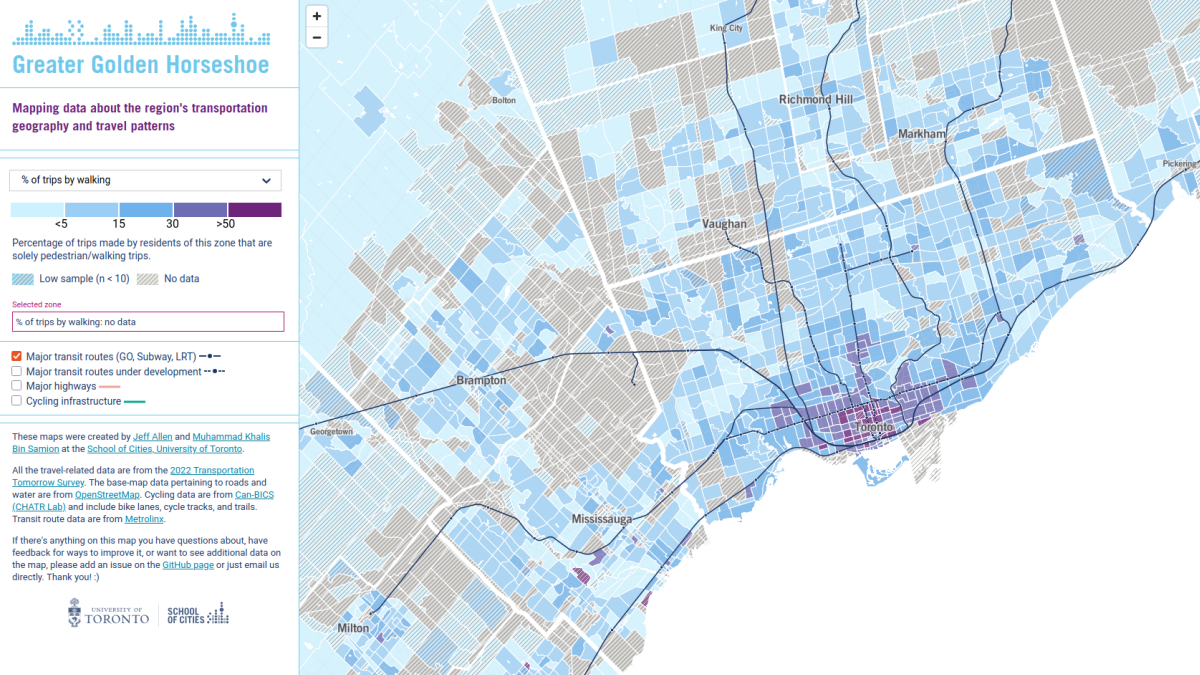 Greater Golden Horseshoe
Mapping data about the region's transportation
geography and travel patterns
% of trips by walking
<5 15 30 >50
Percentage of trips made by residents of this zone that are
solely pedestrian/walking trips.
Low sample (n < 10) No data
Selected zone
% of trips by walking: no data
Major transit routes (GO, Subway, LRT)
Major transit routes under development
Major highways
Cycling infrastructure
These maps were created by Jeff Allen and Muhammad Khalis
Bin Samion at the School of Cities, University of Toronto.
All the travel-related data are from the 2022 Transportation
Tomorrow Survey. The base-map data pertaining to roads and
water are from OpenStreetMap. Cycling data are from Can-BICS
(CHATR Lab) and include bike lanes, cycle tracks, and trails.
Transit route data are from Metrolinx.
If there's anything on this map you have questions about, have
feedback for ways to improve it, or want to see additional data on
the map, please add an issue on the GitHub page or just email us
directly. Thank you! :)
UNIVERSITY OF
TORONTO
SCHOOL
OF CITIES
+
−
King City
Bolton
Richmond Hill
Markham
Pickering
Vaughan
Brampton
Georgetown
Toronto
Mississauga
Milton